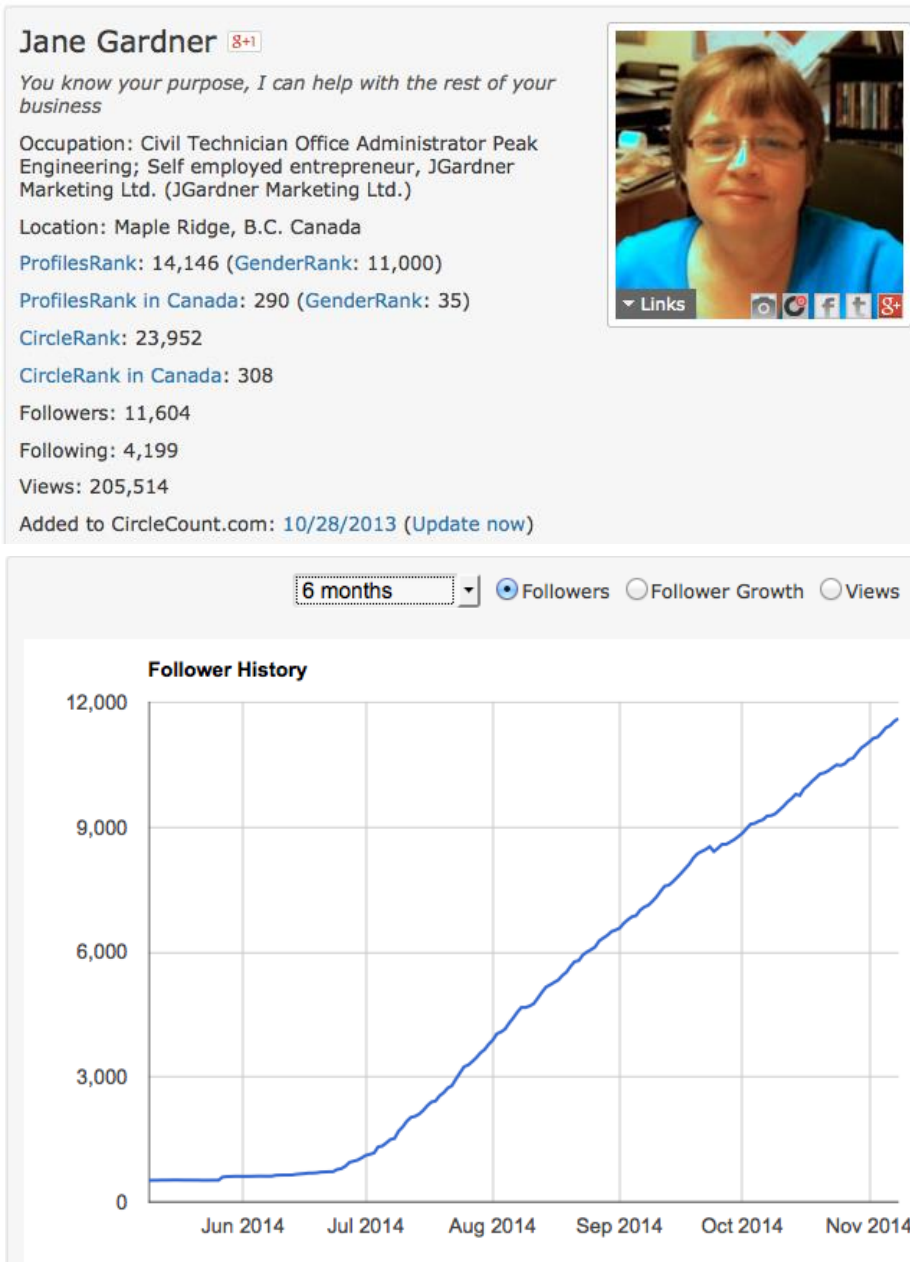 Jane Gardner g+1
You know your purpose, I can help with the rest of your
business
Occupation: Civil Technician Office Administrator Peak
Engineering; Self employed entrepreneur, JGardner
Marketing Ltd. (JGardner Marketing Ltd.)
Location: Maple Ridge, B.C. Canada
ProfilesRank: 14,146 (GenderRank: 11,000)
ProfilesRank in Canada: 290 (GenderRank: 35)
CircleRank: 23,952
CircleRank in Canada: 308
Followers: 11,604
Following: 4,199
Views: 205,514
Added to CircleCount.com: 10/28/2013 (Update now)
Links f t g+
6 months Followers Follower Growth Views
Follower History
12,000
9,000
6,000
3,000
0
Jun 2014 Jul 2014 Aug 2014 Sep 2014 Oct 2014 Nov 2014